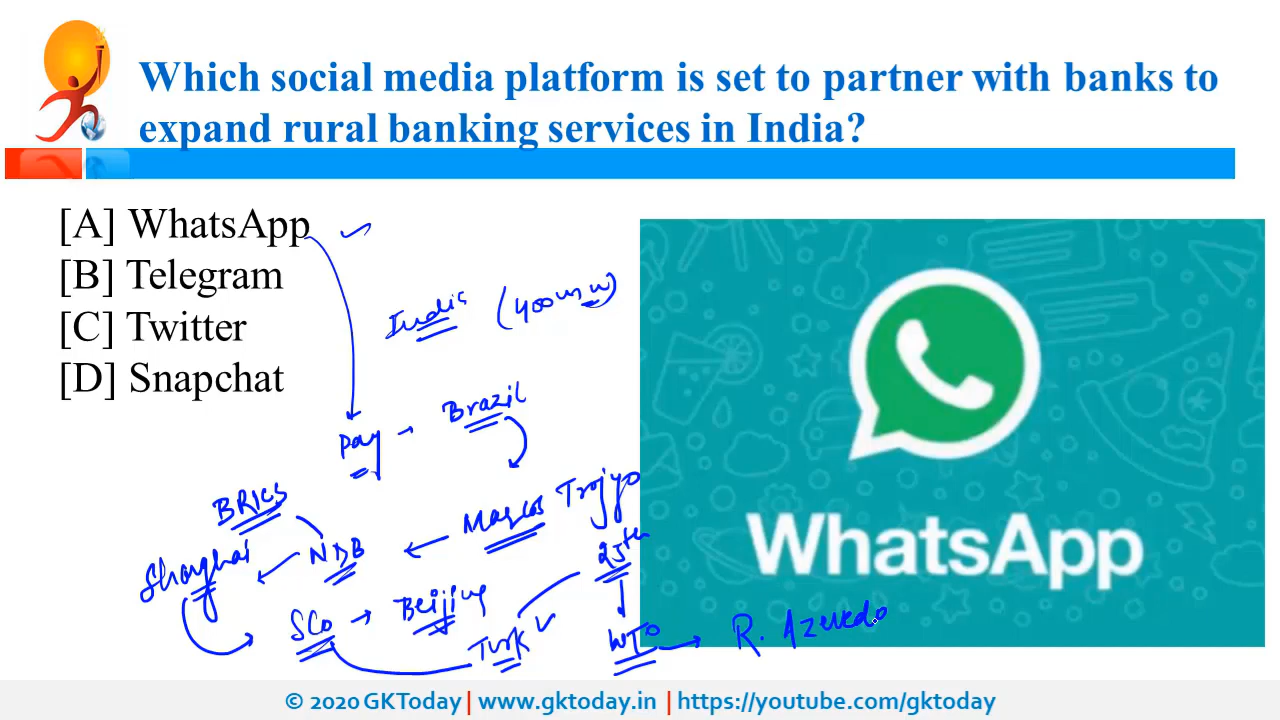 Which social media platform is set to partner with banks to
expand rural banking services in India?
[A] WhatsApp
[B] Telegram
[C] Twitter
[D] Snapchat
India (400mn)
Pay → Brazil
Marcos Troyjo
BRICS
NDB
Shanghai
25th
SCO → Beijing
Turk
WTO → R. Azevedo
WhatsApp
© 2020 GKToday | www.gktoday.in | https://youtube.com/gktoday